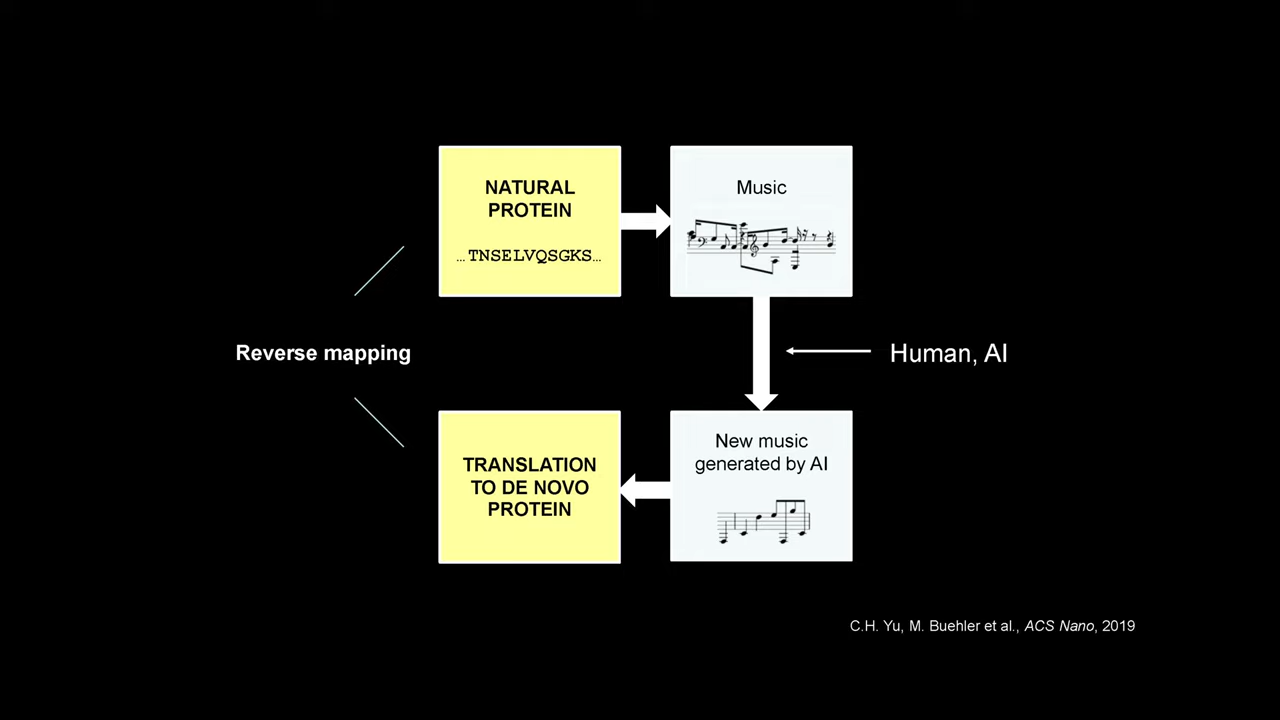 NATURAL
PROTEIN
…TNSELVQSGKS…
Music
Reverse mapping
Human, AI
TRANSLATION
TO DE NOVO
PROTEIN
New music
generated by AI
C.H. Yu, M. Buehler et al., ACS Nano, 2019